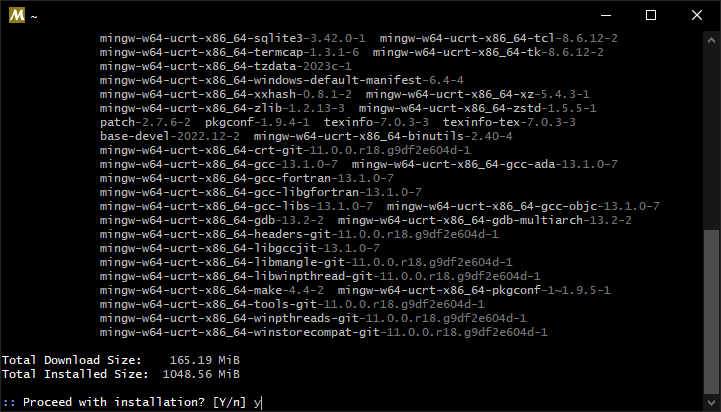 M ~
mingw-w64-ucrt-x86_64-sqlite3-3.42.0-1 mingw-w64-ucrt-x86_64-tcl-8.6.12-2
mingw-w64-ucrt-x86_64-termcap-1.3.1-6 mingw-w64-ucrt-x86_64-tk-8.6.12-2
mingw-w64-ucrt-x86_64-tzdata-2023c-1
mingw-w64-ucrt-x86_64-windows-default-manifest-6.4-4
mingw-w64-ucrt-x86_64-xxhash-0.8.1-2 mingw-w64-ucrt-x86_64-xz-5.4.3-1
mingw-w64-ucrt-x86_64-zlib-1.2.13-3 mingw-w64-ucrt-x86_64-zstd-1.5.5-1
patch-2.7.6-2 pkgconf-1.9.4-1 texinfo-7.0.3-3 texinfo-tex-7.0.3-3
base-devel-2022.12-2 mingw-w64-ucrt-x86_64-binutils-2.40-4
mingw-w64-ucrt-x86_64-crt-git-11.0.0.r18.g9df2e604d-1
mingw-w64-ucrt-x86_64-gcc-13.1.0-7 mingw-w64-ucrt-x86_64-gcc-ada-13.1.0-7
mingw-w64-ucrt-x86_64-gcc-fortran-13.1.0-7
mingw-w64-ucrt-x86_64-gcc-libgfortran-13.1.0-7
mingw-w64-ucrt-x86_64-gcc-libs-13.1.0-7 mingw-w64-ucrt-x86_64-gcc-objc-13.1.0-7
mingw-w64-ucrt-x86_64-gdb-13.2-2 mingw-w64-ucrt-x86_64-gdb-multiarch-13.2-2
mingw-w64-ucrt-x86_64-headers-git-11.0.0.r18.g9df2e604d-1
mingw-w64-ucrt-x86_64-libgccjit-13.1.0-7
mingw-w64-ucrt-x86_64-libmangle-git-11.0.0.r18.g9df2e604d-1
mingw-w64-ucrt-x86_64-libwinpthread-git-11.0.0.r18.g9df2e604d-1
mingw-w64-ucrt-x86_64-make-4.4-2 mingw-w64-ucrt-x86_64-pkgconf-1~1.9.5-1
mingw-w64-ucrt-x86_64-tools-git-11.0.0.r18.g9df2e604d-1
mingw-w64-ucrt-x86_64-winpthreads-git-11.0.0.r18.g9df2e604d-1
mingw-w64-ucrt-x86_64-winstorecompat-git-11.0.0.r18.g9df2e604d-1
Total Download Size: 165.19 MiB
Total Installed Size: 1048.56 MiB
:: Proceed with installation? [Y/n] y